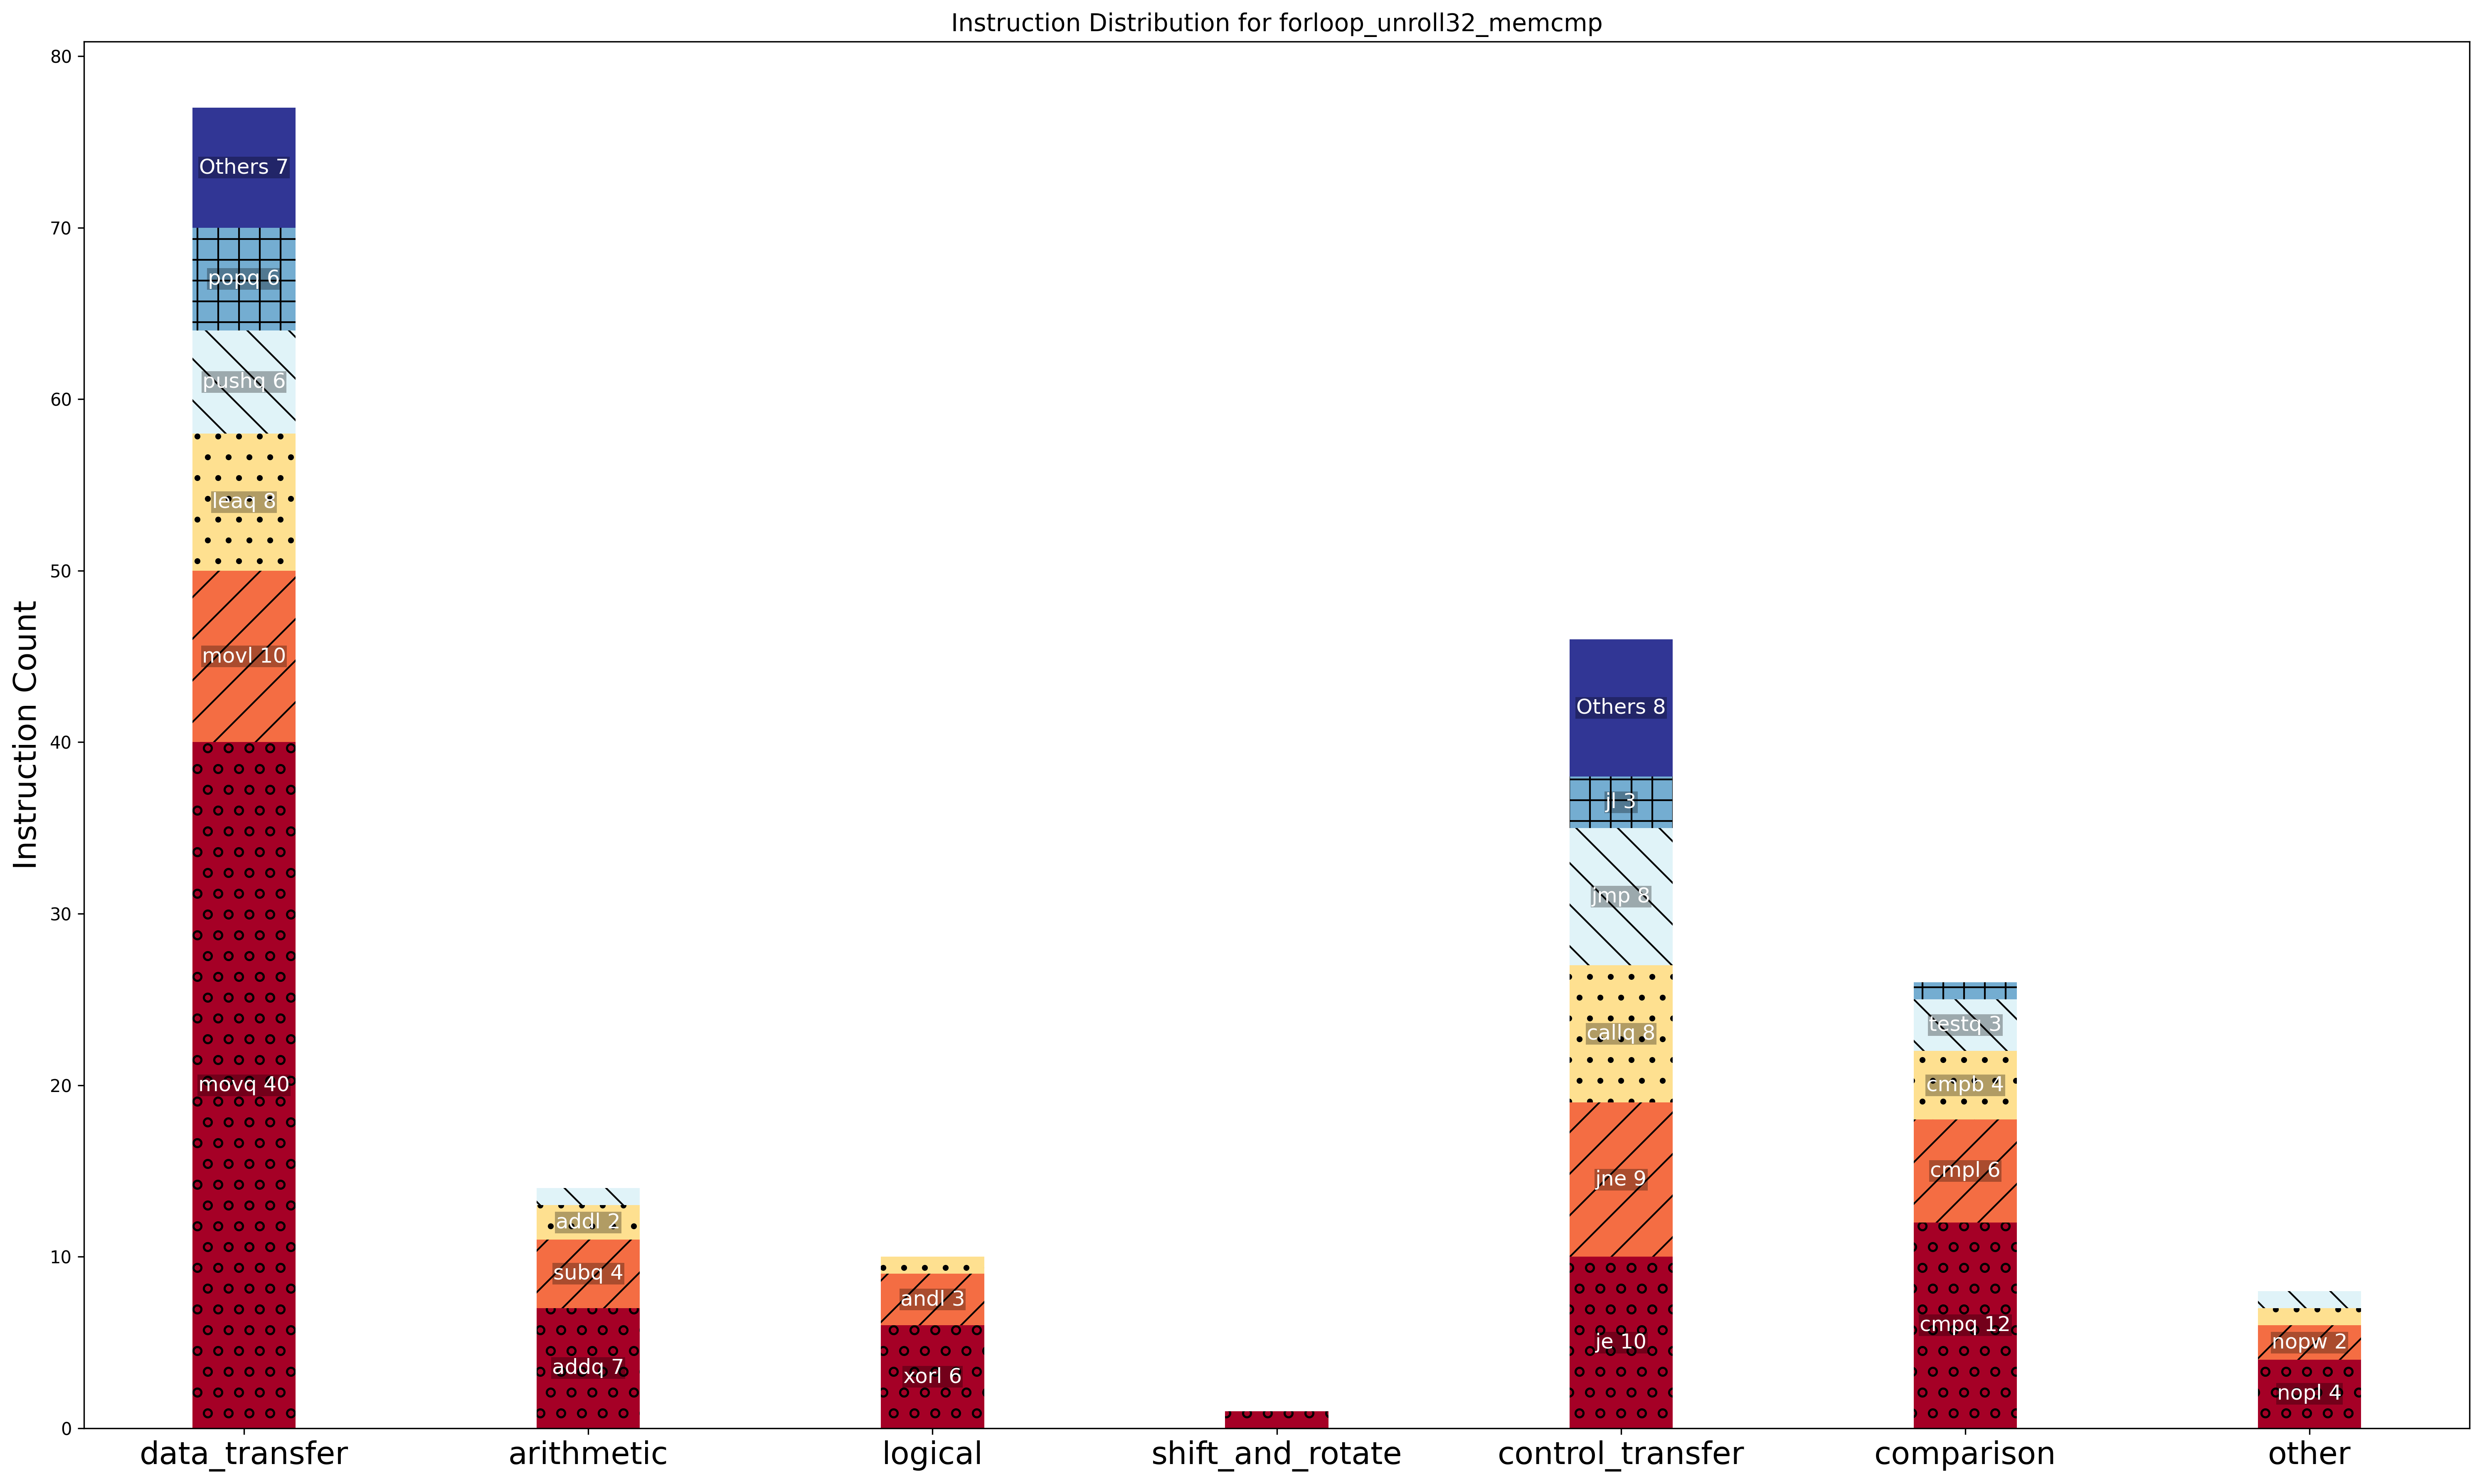 Instruction Distribution for forloop_unroll32_memcmp
Instruction Count
80
70
60
50
40
30
20
10
0
Others 7
popq 6
pushq 6
leaq 8
movl 10
movq 40
addl 2
subq 4
addq 7
andl 3
xorl 6
Others 8
jl 3
jmp 8
callq 8
jne 9
je 10
testq 3
cmpb 4
cmpl 6
cmpq 12
nopw 2
nopl 4
data_transfer
arithmetic
logical
shift_and_rotate
control_transfer
comparison
other